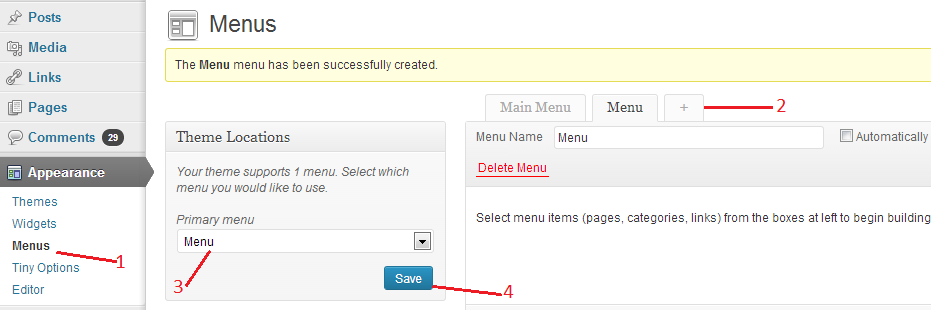 Posts
Media
Links
Pages
Comments 29
Appearance
Themes
Widgets
Menus
Tiny Options
Editor
1
Menus
The Menu menu has been successfully created.
Main Menu Menu + 2
Theme Locations
Your theme supports 1 menu. Select which
menu you would like to use.
Primary menu
Menu
3
Save
4
Menu Name Menu Automatically
Delete Menu
Select menu items (pages, categories, links) from the boxes at left to begin building